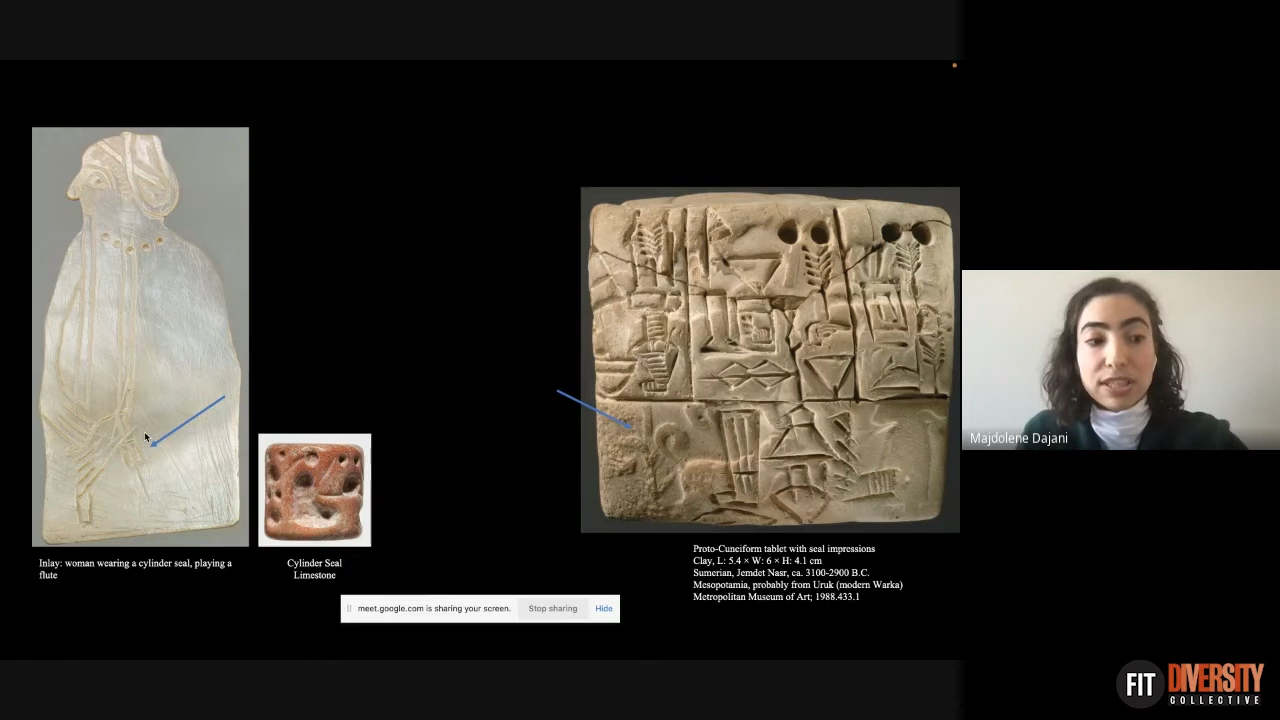 Inlay: woman wearing a cylinder seal, playing a
flute
Cylinder Seal
Limestone
Proto-Cuneiform tablet with seal impressions
Clay, L: 5.4 × W: 6 × H: 4.1 cm
Sumerian, Jemdet Nasr, ca. 3100-2900 B.C.
Mesopotamia, probably from Uruk (modern Warka)
Metropolitan Museum of Art; 1988.433.1
meet.google.com is sharing your screen.
Stop sharing
Hide
Majdolene Dajani
FIT DIVERSITY
COLLECTIVE